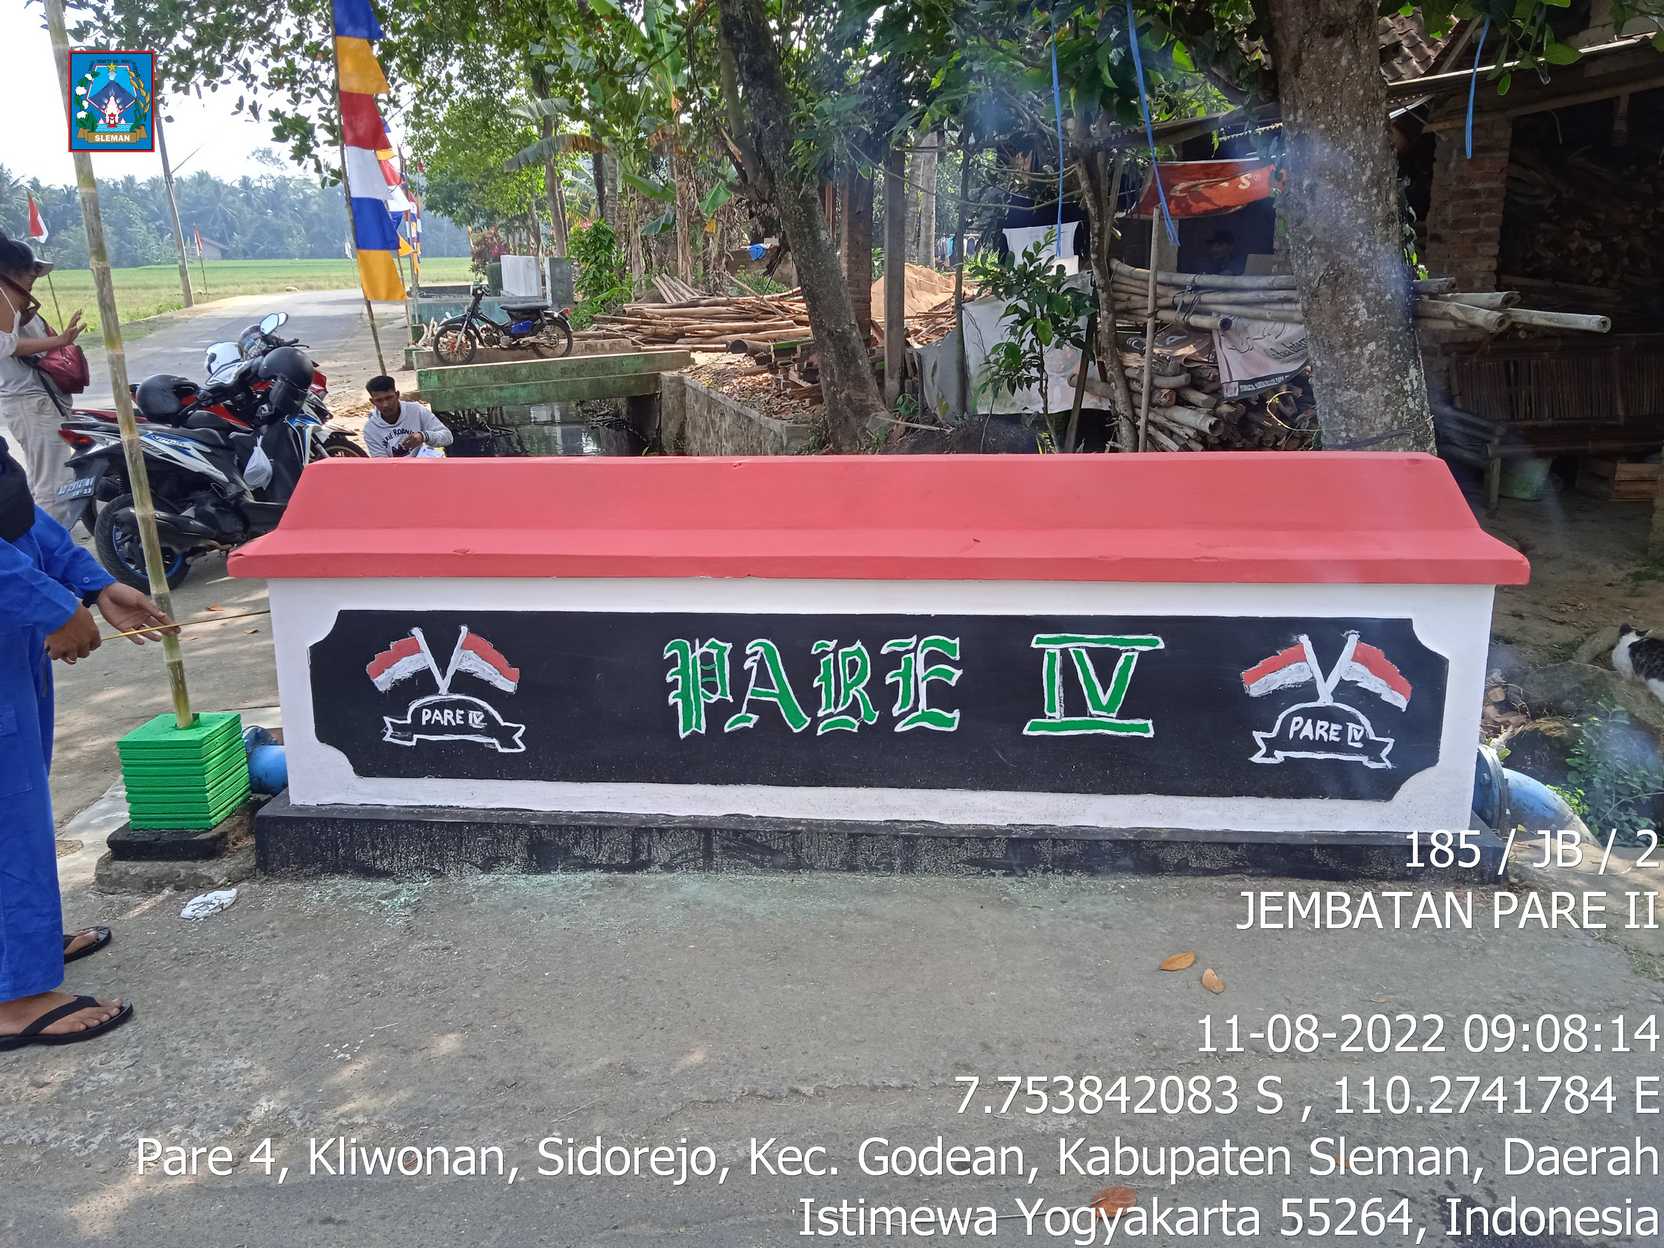 SLEMAN
PARE IV
PARE IV
PARE IV
185 / JB / 2
JEMBATAN PARE II
11-08-2022 09:08:14
7.753842083 S , 110.2741784 E
Pare 4, Kliwonan, Sidorejo, Kec. Godean, Kabupaten Sleman, Daerah
Istimewa Yogyakarta 55264, Indonesia